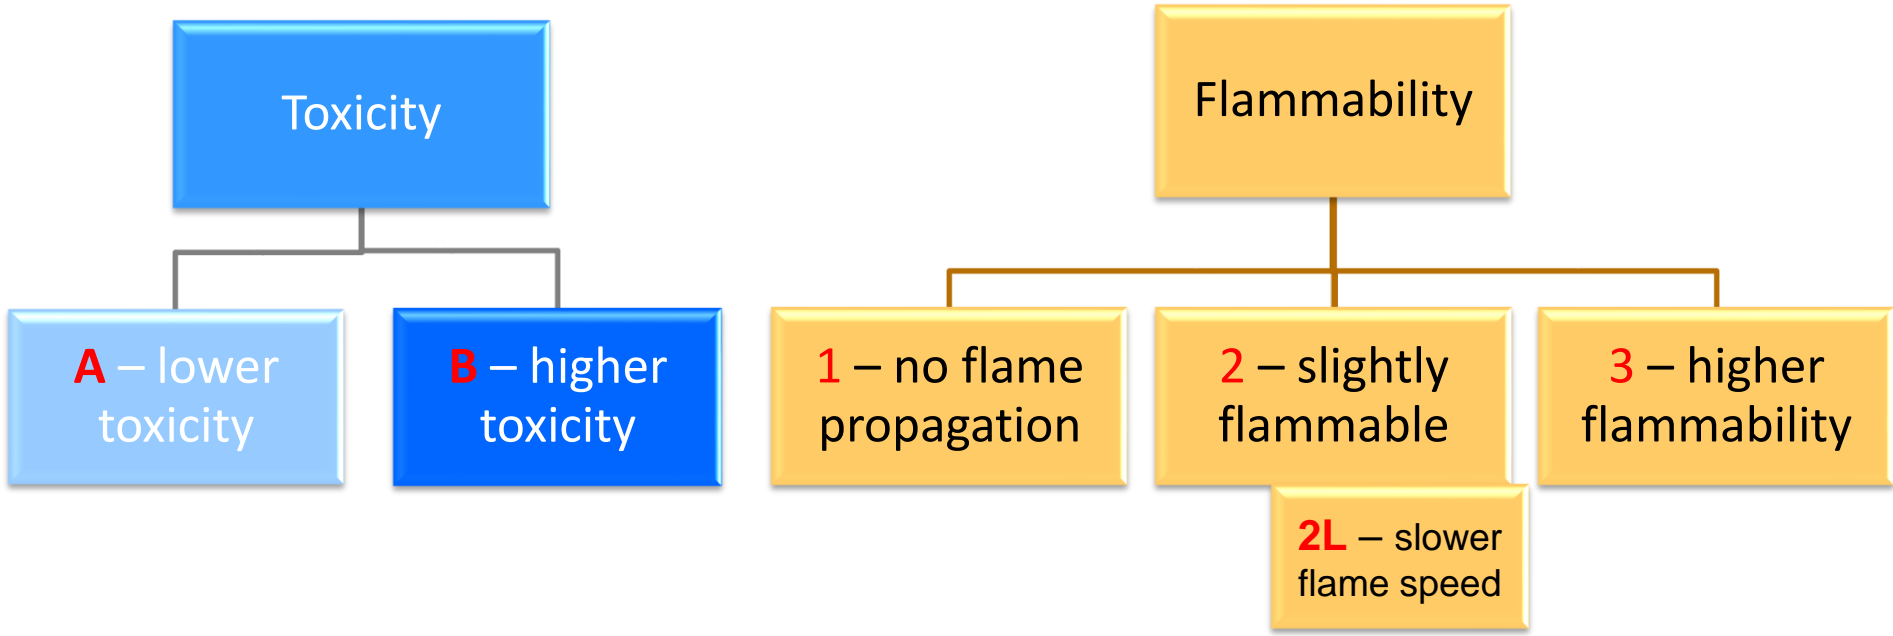 Toxicity
A – lower
toxicity
B – higher
toxicity
Flammability
1 – no flame
propagation
2 – slightly
flammable
2L – slower
flame speed
3 – higher
flammability